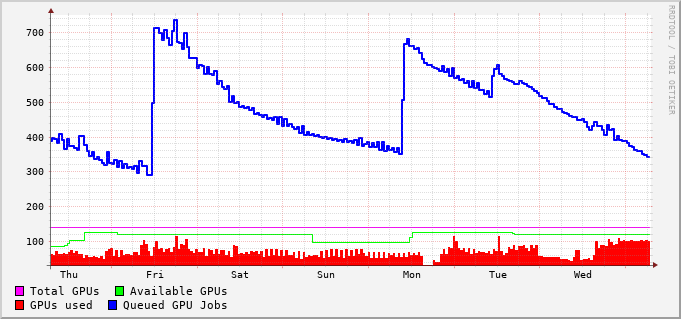 700
600
500
400
300
200
100
Thu Fri Sat Sun Mon Tue Wed
Total GPUs Available GPUs
GPUs used Queued GPU Jobs
RRDTOOL / TOBI OETIKER